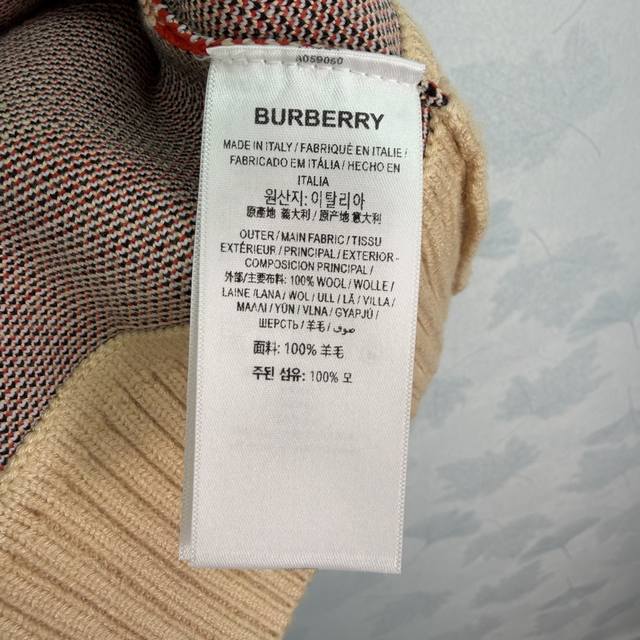 8059060
BURBERRY
MADE IN ITALY / FABRIQUÉ EN ITALIE /
FABRICADO EM ITÁLIA / HECHO EN
ITALIA
원산지: 이탈리아
原產地 義大利 / 原产地 意大利
OUTER / MAIN FABRIC / TISSU
EXTÉRIEUR / PRINCIPAL / EXTERIOR-
COMPOSICIÓN PRINCIPAL /
外部/主要布料: 100% WOOL / WOLLE /
LAINE /LANA / WOL / ULL / LÃ / VILLA /
ΜΑΛΛΙ / YÜN / VLNA / GYAPJÚ /
ШЕРСТЬ / 羊毛 / صوف
面料: 100% 羊毛
주된 섬유: 100% 모